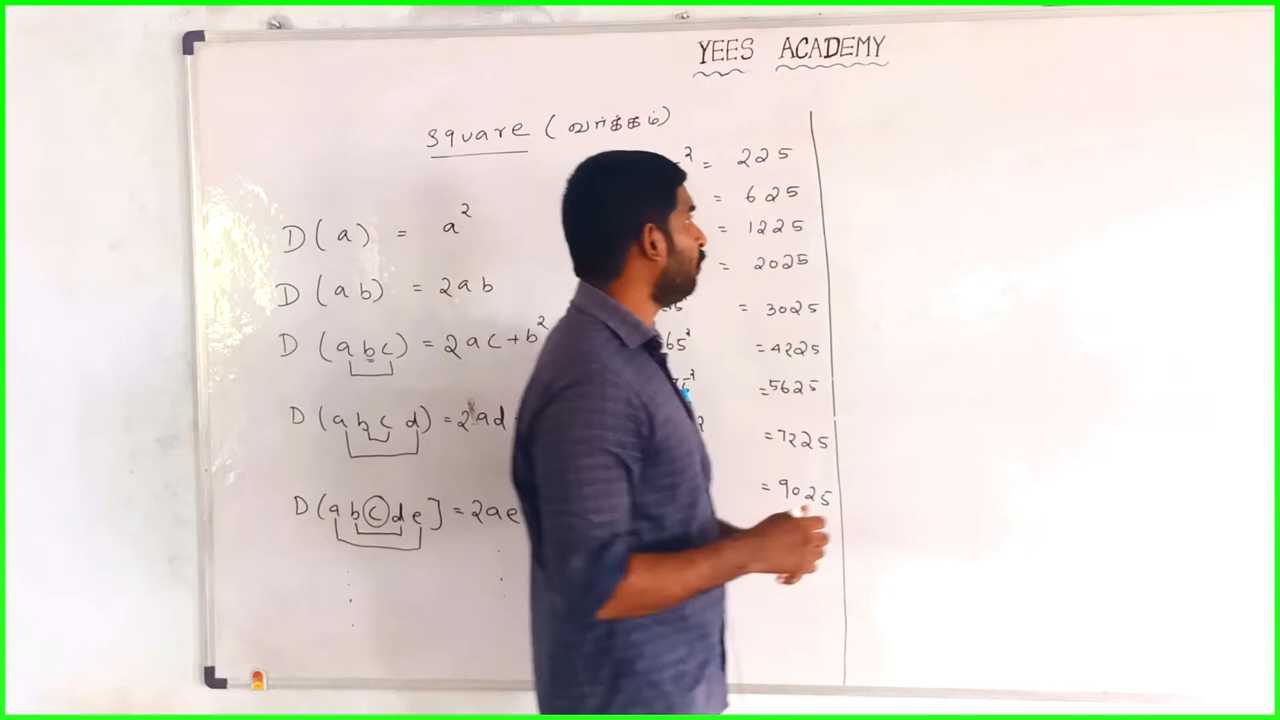 YEES ACADEMY
square (வர்க்கம்)
D(a) = a²
D(ab) = 2ab
D(abc) = 2ac+b²
D(abcd) = 2ad
D(abcde] = 2ae
² = 225
= 625
= 1225
= 2025
= 3025
65² = 4225
= 5625
² = 7225
= 9025